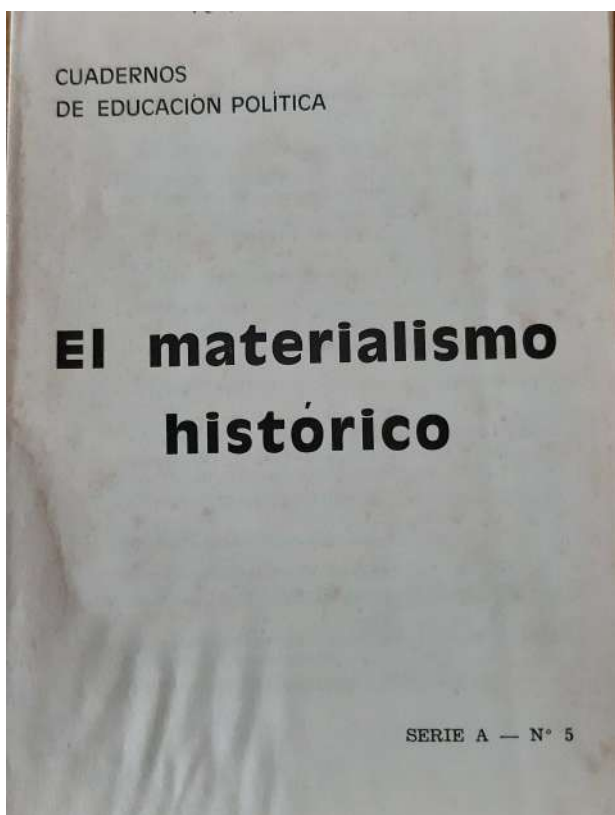 CUADERNOS
DE EDUCACIÓN POLÍTICA
El materialismo
histórico
SERIE A — N° 5